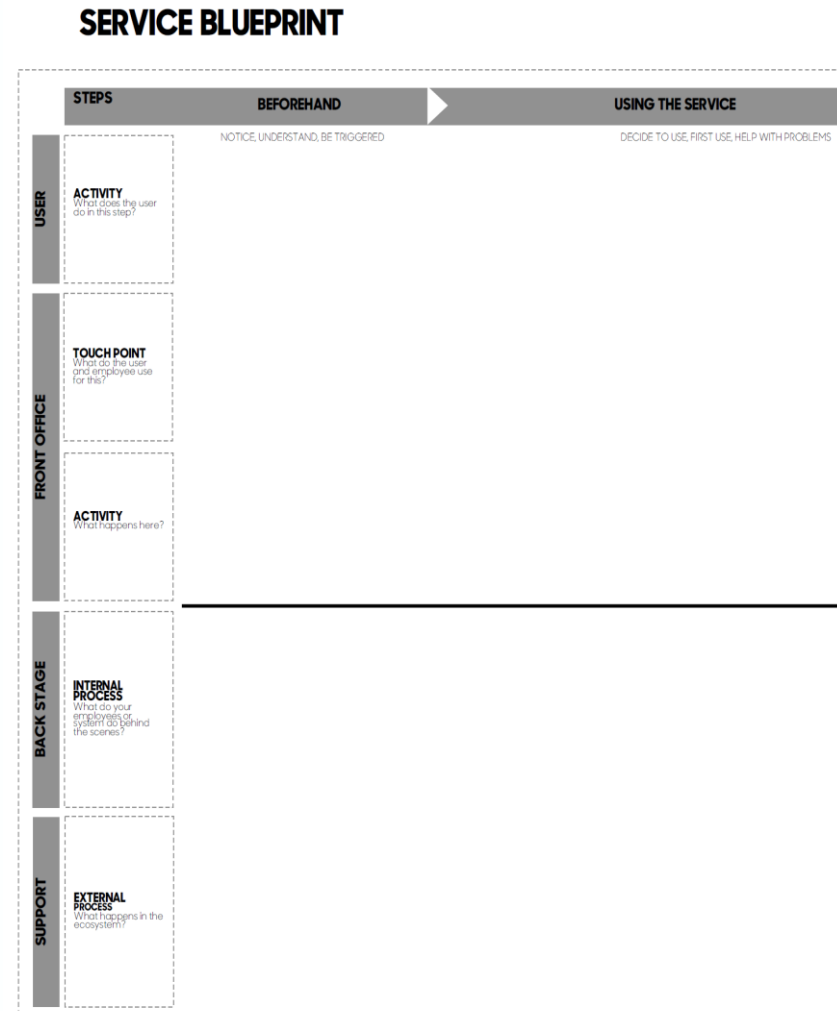 SERVICE BLUEPRINT
STEPS
BEFOREHAND
USING THE SERVICE
NOTICE, UNDERSTAND, BE TRIGGERED
DECIDE TO USE, FIRST USE, HELP WITH PROBLEMS
USER
ACTIVITY
What does the user
do in this step?
FRONT OFFICE
TOUCH POINT
What do the user
and employee use
for this?
ACTIVITY
What happens here?
BACK STAGE
INTERNAL
PROCESS
What do your
employees or
system do behind
the scenes?
SUPPORT
EXTERNAL
PROCESS
What happens in the
ecosystem?